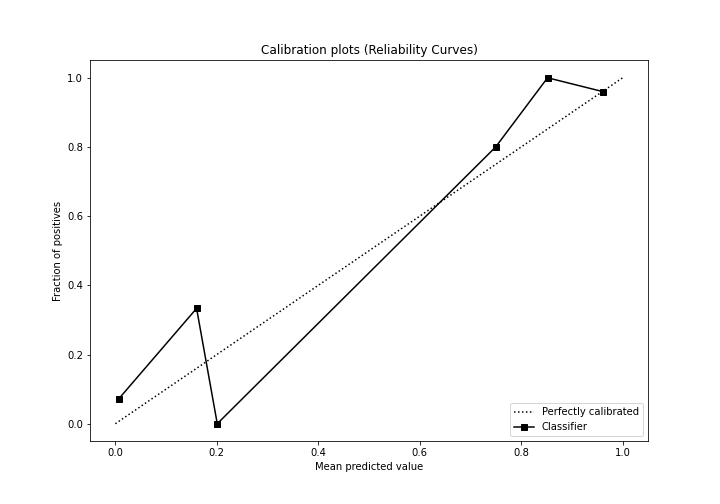 Calibration plots (Reliability Curves)
1.0
0.8
0.6
0.4
0.2
0.0
Fraction of positives
0.0 0.2 0.4 0.6 0.8 1.0
Mean predicted value
Perfectly calibrated
Classifier